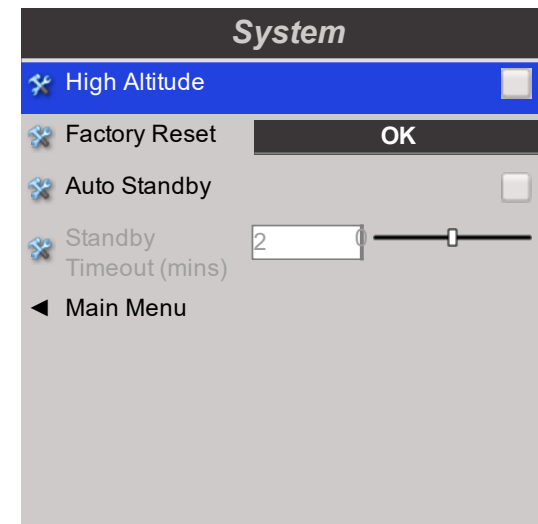 System
High Altitude
Factory Reset OK
Auto Standby
Standby
Timeout (mins)
2 0
◄ Main Menu